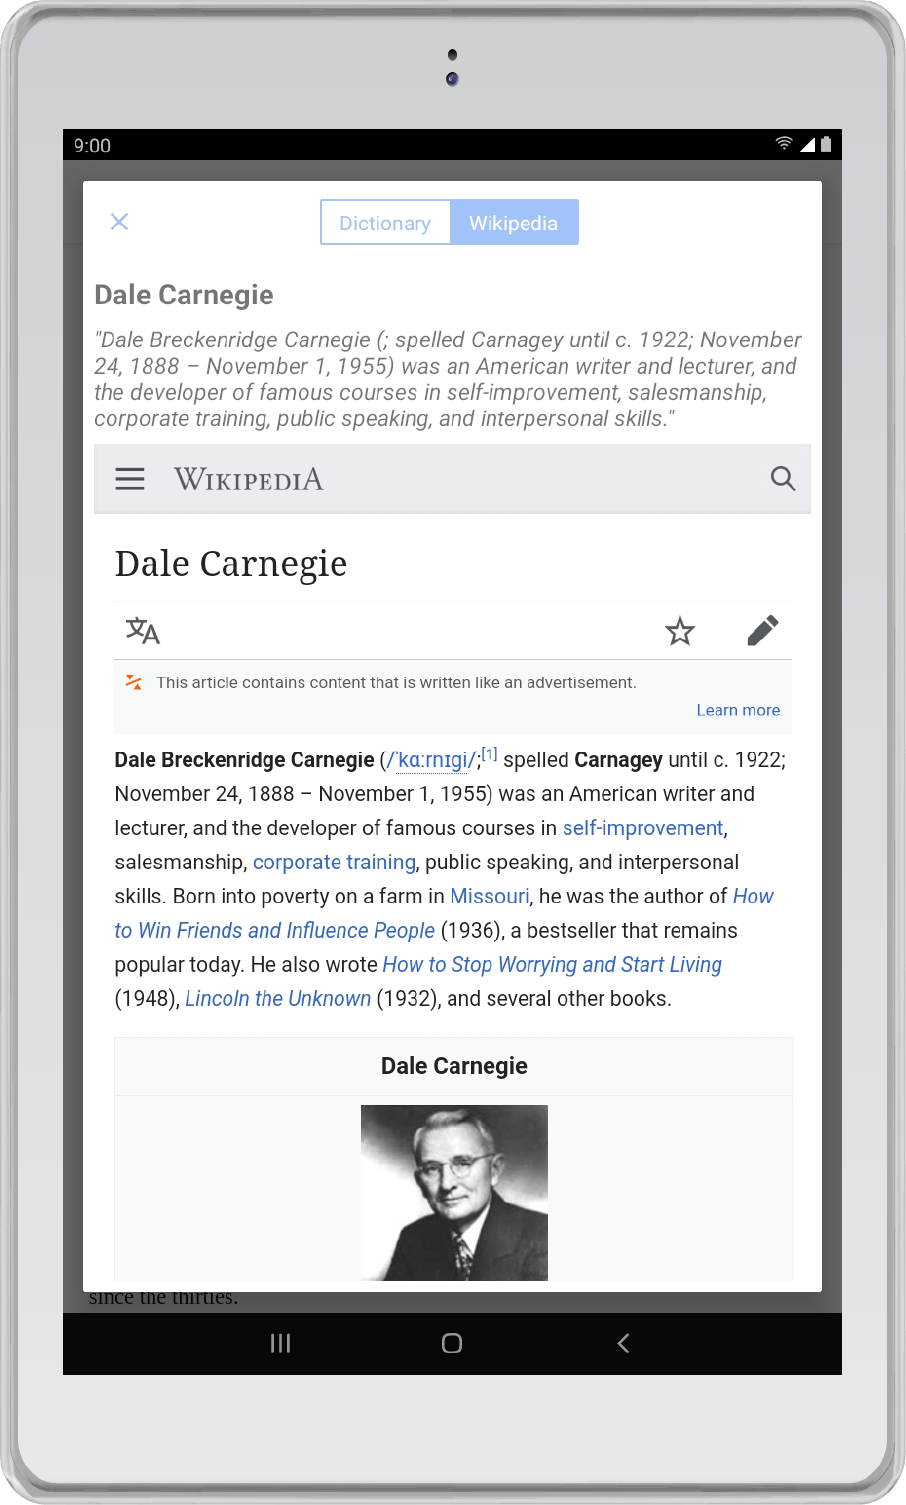 9:00
Dictionary Wikipedia
Dale Carnegie
"Dale Breckenridge Carnegie (; spelled Carnagey until c. 1922; November
24, 1888 – November 1, 1955) was an American writer and lecturer, and
the developer of famous courses in self-improvement, salesmanship,
corporate training, public speaking, and interpersonal skills."
WIKIPEDIA
Dale Carnegie
This article contains content that is written like an advertisement.
Learn more
Dale Breckenridge Carnegie (/ˈkɑːrnɪɡi/;[1] spelled Carnagey until c. 1922;
November 24, 1888 – November 1, 1955) was an American writer and
lecturer, and the developer of famous courses in self-improvement,
salesmanship, corporate training, public speaking, and interpersonal
skills. Born into poverty on a farm in Missouri, he was the author of How
to Win Friends and Influence People (1936), a bestseller that remains
popular today. He also wrote How to Stop Worrying and Start Living
(1948), Lincoln the Unknown (1932), and several other books.
Dale Carnegie
since the thirties.